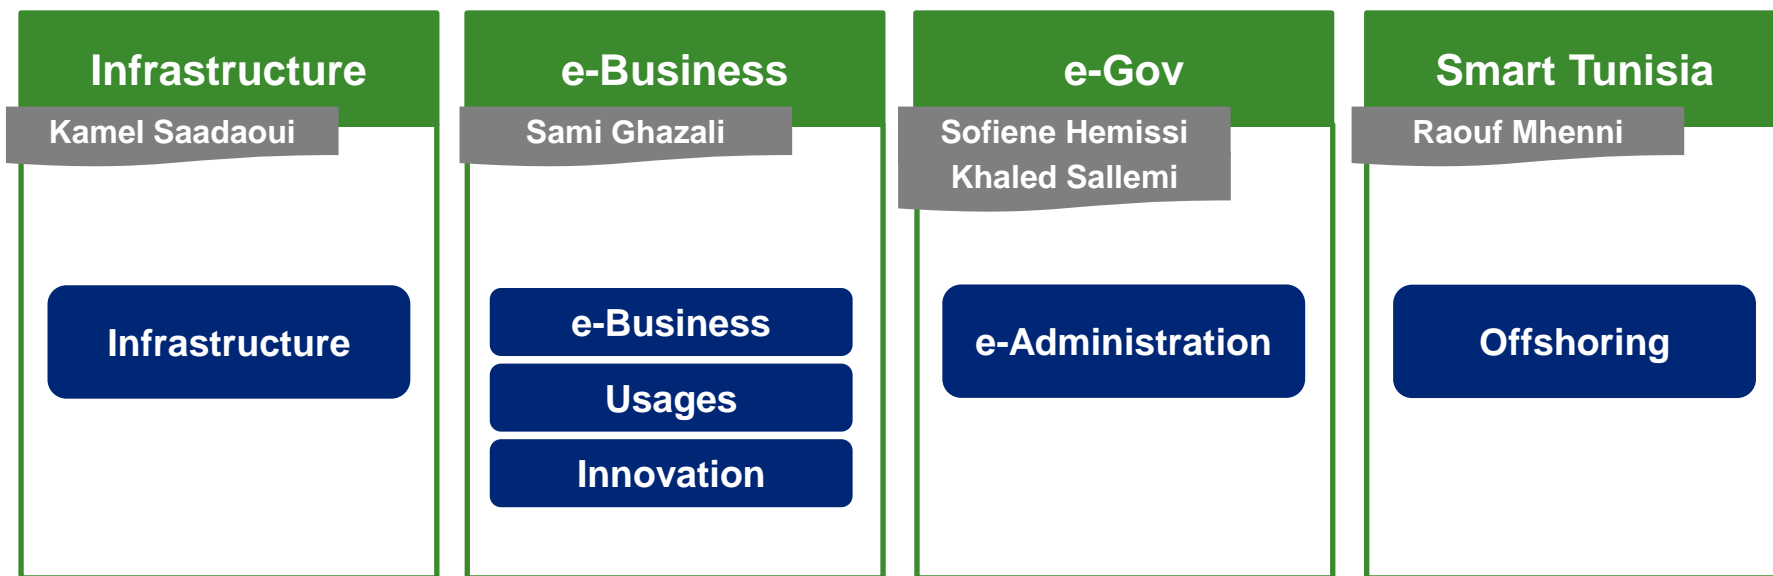 Infrastructure
Kamel Saadaoui
Infrastructure
e-Business
Sami Ghazali
e-Business
Usages
Innovation
e-Gov
Sofiene Hemissi
Khaled Sallemi
e-Administration
Smart Tunisia
Raouf Mhenni
Offshoring